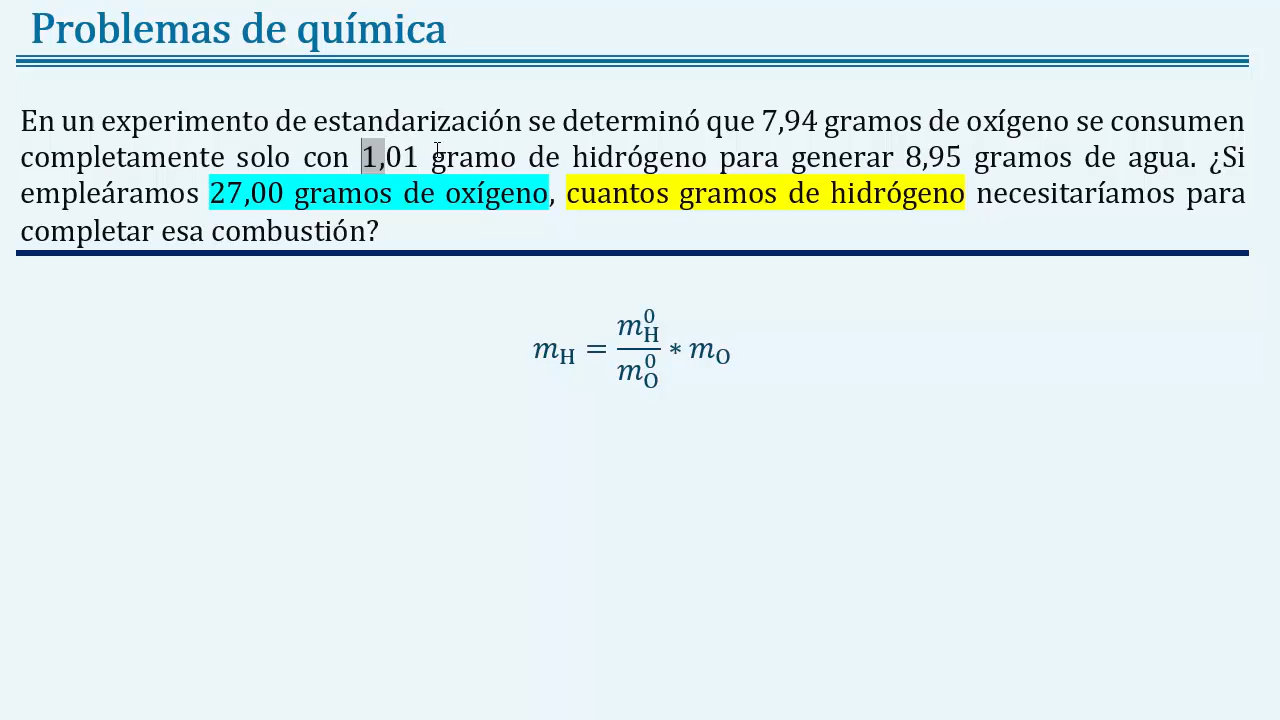 Problemas de química
En un experimento de estandarización se determinó que 7,94 gramos de oxígeno se consumen
completamente solo con 1,01 gramo de hidrógeno para generar 8,95 gramos de agua. ¿Si
empleáramos 27,00 gramos de oxígeno, cuantos gramos de hidrógeno necesitaríamos para
completar esa combustión?
m_H = m_H^0 / m_O^0 * m_O